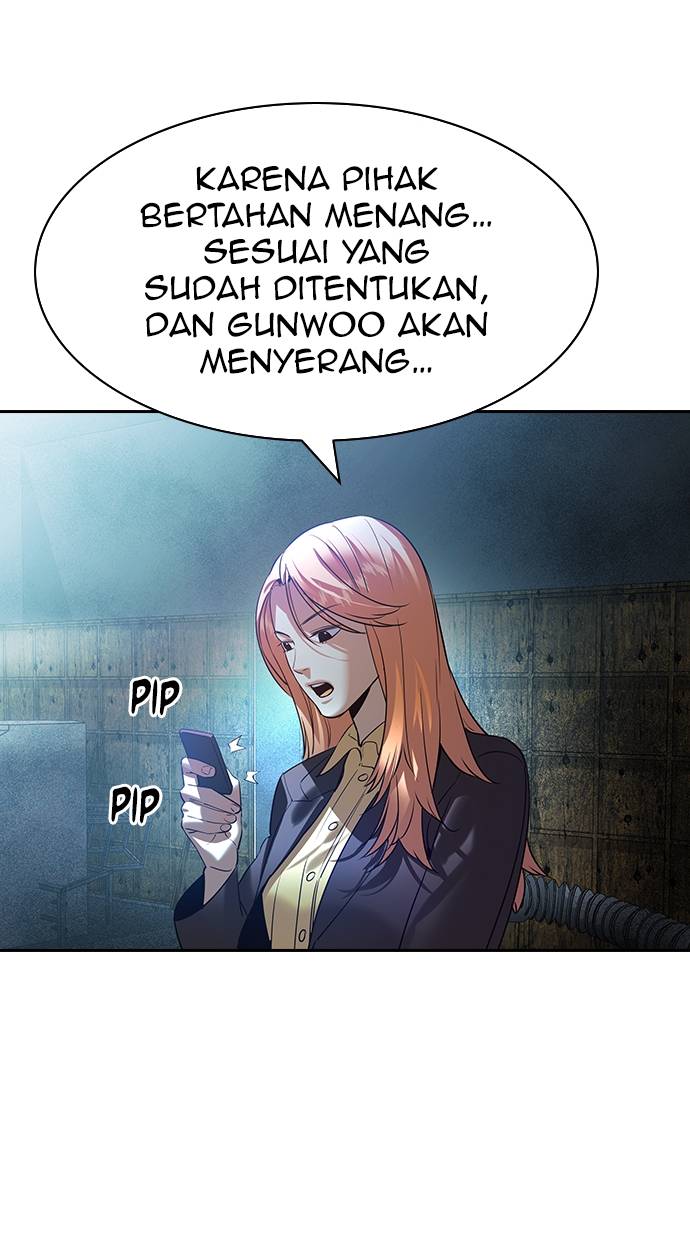 KARENA PIHAK
BERTAHAN MENANG...
SESUAI YANG
SUDAH DITENTUKAN,
DAN GUNWOO AKAN
MENYERANG...
PIP
PIP